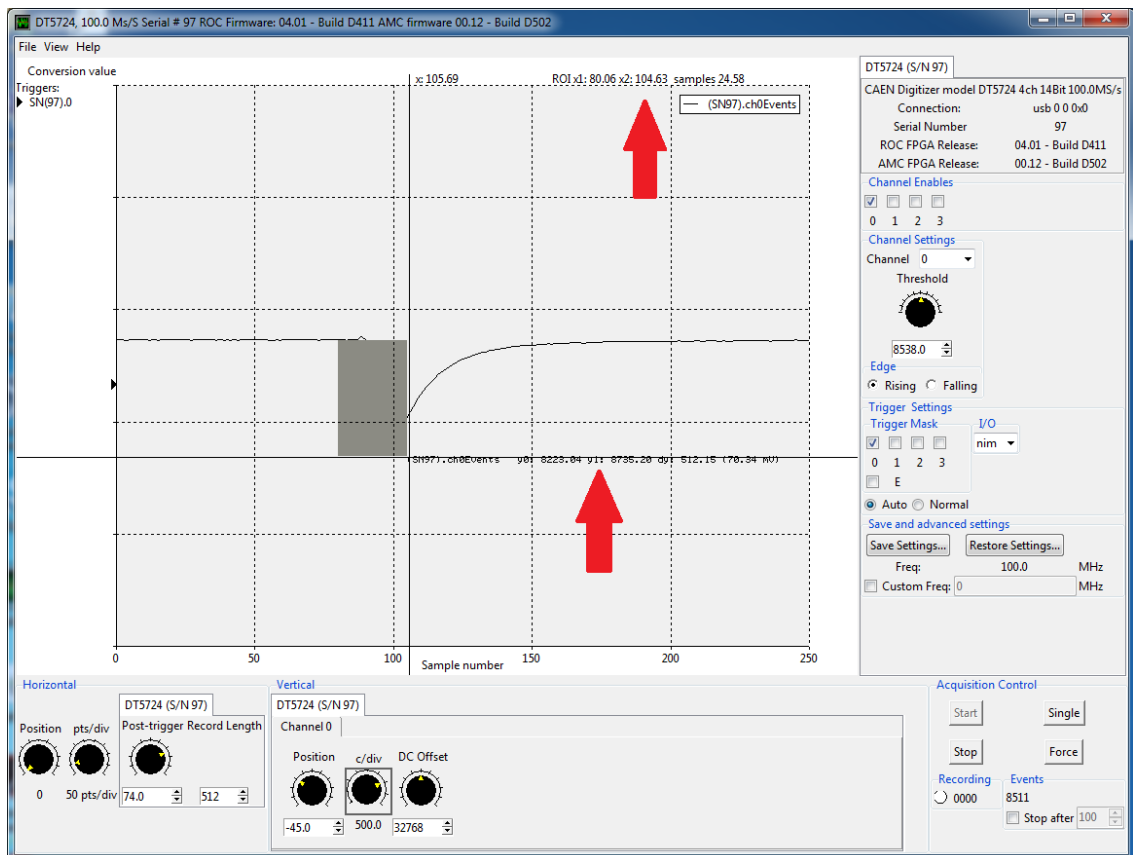 DT5724, 100.0 Ms/S Serial # 97 ROC Firmware: 04.01 - Build D411 AMC firmware 00.12 - Build D502
File View Help
Conversion value
Triggers:
SN(97).0
x: 105.69
ROI x1: 80.06 x2: 104.63 samples 24.58
(SN97).ch0Events
(SN97).ch0Events y0: 8223.04 y1: 8735.20 dy: 512.15 (70.34 mV)
0 50 100 150 200 250
Sample number
DT5724 (S/N 97)
CAEN Digitizer model DT5724 4ch 14Bit 100.0MS/s
Connection: usb 0 0 0x0
Serial Number 97
ROC FPGA Release: 04.01 - Build D411
AMC FPGA Release: 00.12 - Build D502
Channel Enables
0 1 2 3
Channel Settings
Channel 0
Threshold
8538.0
Edge
Rising Falling
Trigger Settings
Trigger Mask I/O
nim
0 1 2 3
E
Auto Normal
Save and advanced settings
Save Settings... Restore Settings...
Freq: 100.0 MHz
Custom Freq: 0 MHz
Horizontal
DT5724 (S/N 97)
Position pts/div Post-trigger Record Length
0 50 pts/div 74.0 512
Vertical
DT5724 (S/N 97)
Channel 0
Position c/div DC Offset
-45.0 500.0 32768
Acquisition Control
Start Single
Stop Force
Recording Events
0000 8511
Stop after 100